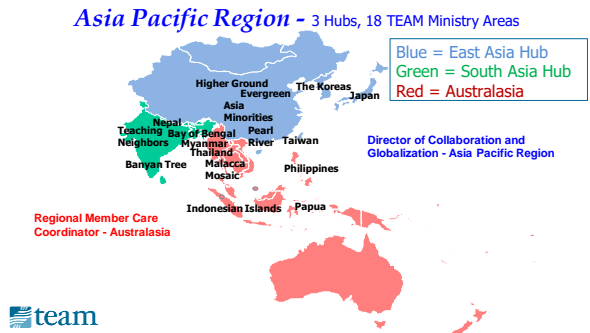 Asia Pacific Region - 3 Hubs, 18 TEAM Ministry Areas
Blue = East Asia Hub
Green = South Asia Hub
Red = Australasia
Higher Ground
Evergreen
The Koreas
Japan
Asia
Minorities
Nepal
Teaching
Neighbors
Bay of Bengal
Pearl
River
Taiwan
Myanmar
Thailand
Banyan Tree
Malacca
Mosaic
Philippines
Director of Collaboration and
Globalization - Asia Pacific Region
Indonesian Islands
Papua
Regional Member Care
Coordinator - Australasia
team